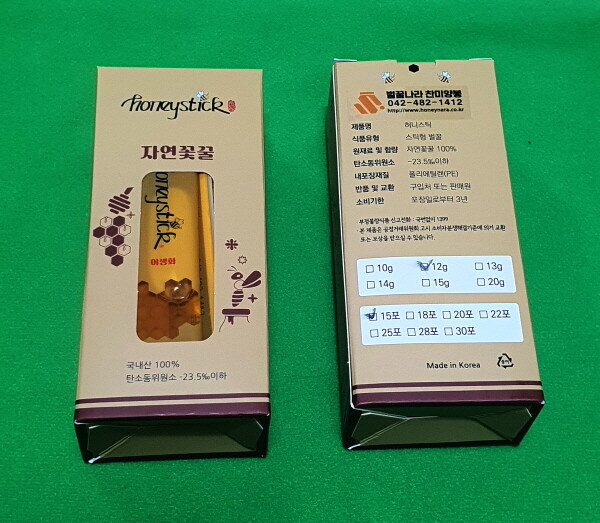 honeystick
자연꽃꿀
honeystick
야생화
국내산 100%
탄소동위원소 -23.5‰이하
벌꿀나라 찬미양봉
042-482-1412
http://www.honeynara.co.kr
제품명 허니스틱
식품유형 스틱형 벌꿀
원재료 및 함량 자연꽃꿀 100%
탄소동위원소 -23.5‰이하
내포장재질 폴리에틸렌(PE)
반품 및 교환 구입처 또는 판매원
소비기한 포장일로부터 3년
부정불량식품 신고전화 : 국번없이 1399
본 제품은 공정거래위원회 고시 소비자분쟁해결기준에 의거 교환
또는 보상을 받으실 수 있습니다.
10g 12g 13g
14g 15g 20g
15포 18포 20포 22포
25포 28포 30포
Made in Korea